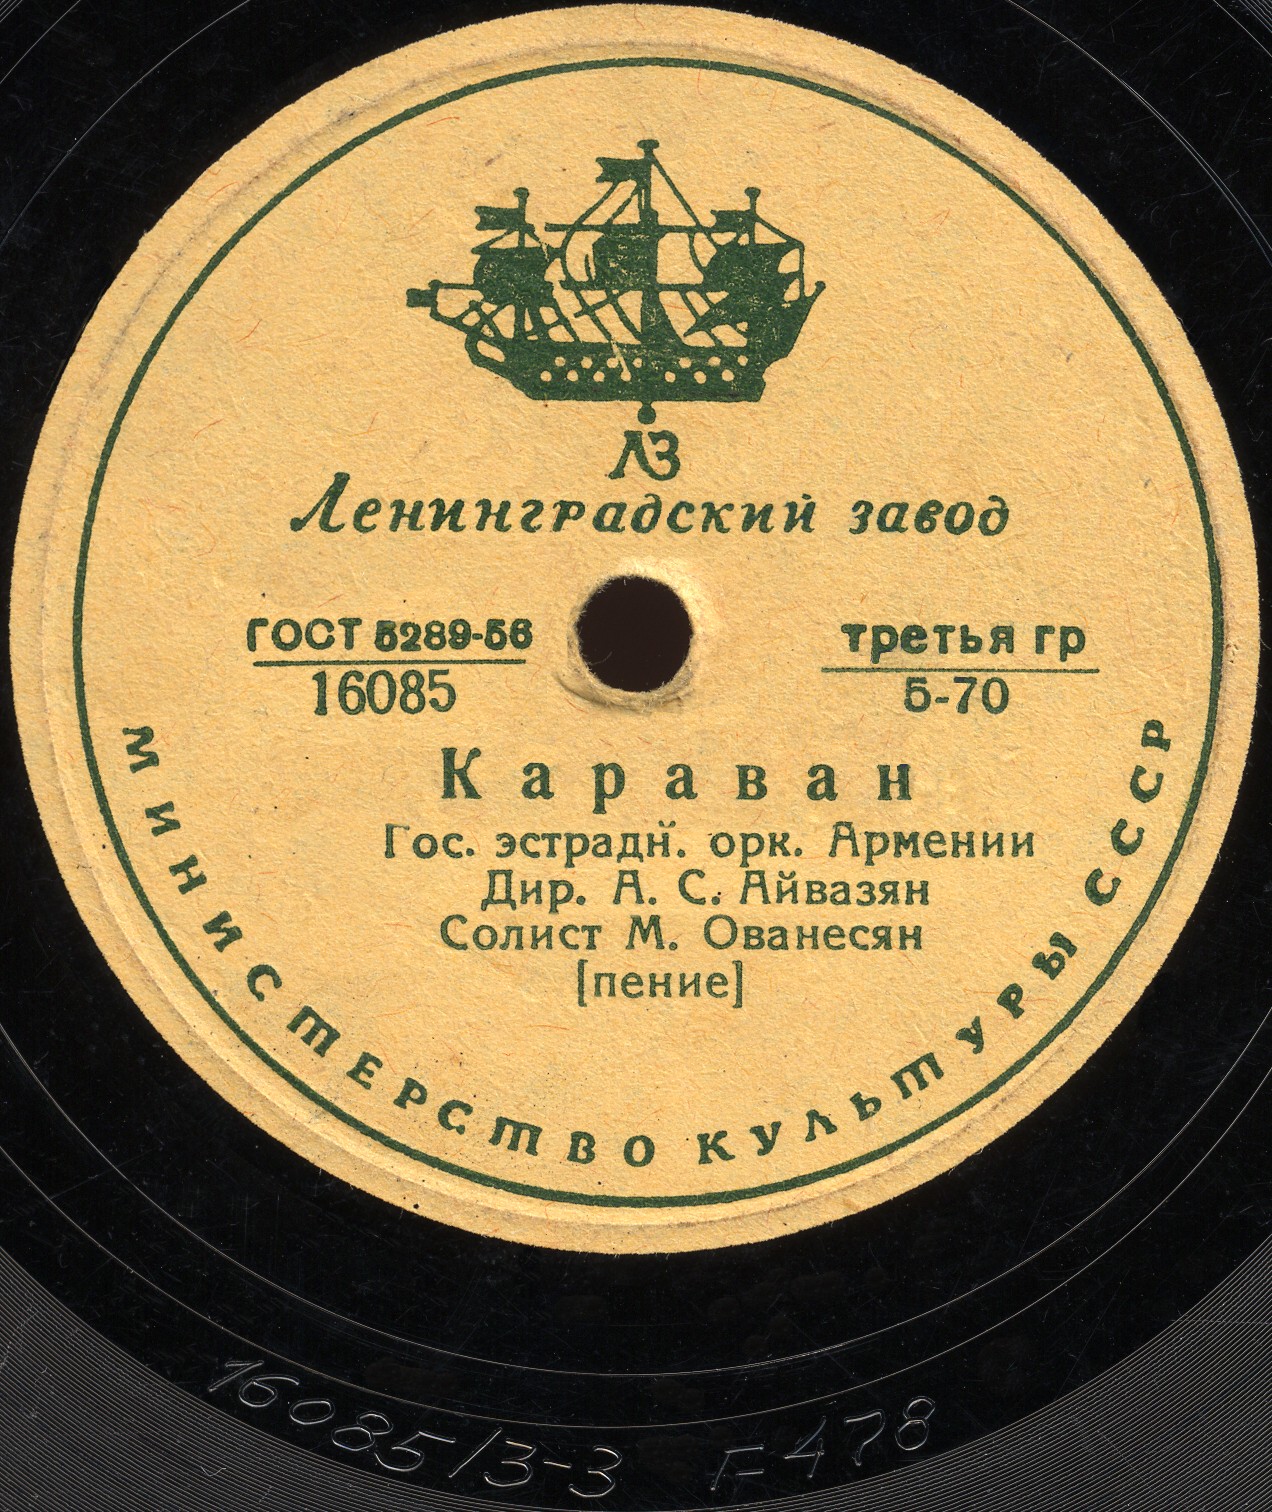 ЛЗ
Ленинградский завод
ГОСТ 5289-56
16085
третья гр
5-70
Караван
Гос. эстрадй. орк. Армении
Дир. А. С. Айвазян
Солист М. Ованесян
[пение]
МИНИСТЕРСТВО КУЛЬТУРЫ СССР
16085/3-3 F-478